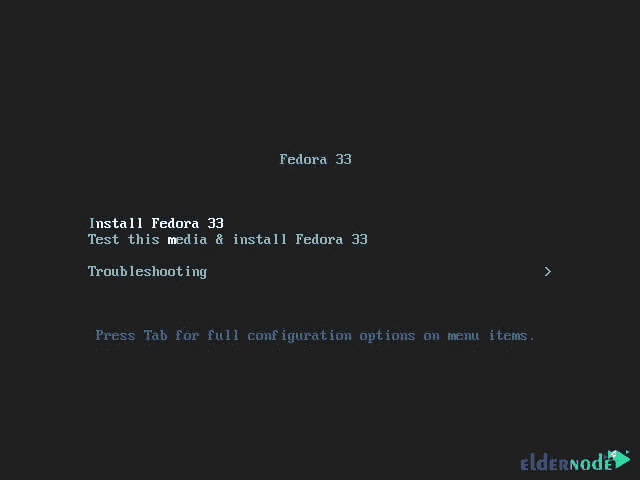 Fedora 33
Install Fedora 33
Test this media & install Fedora 33
Troubleshooting >
Press Tab for full configuration options on menu items.
elderNODE